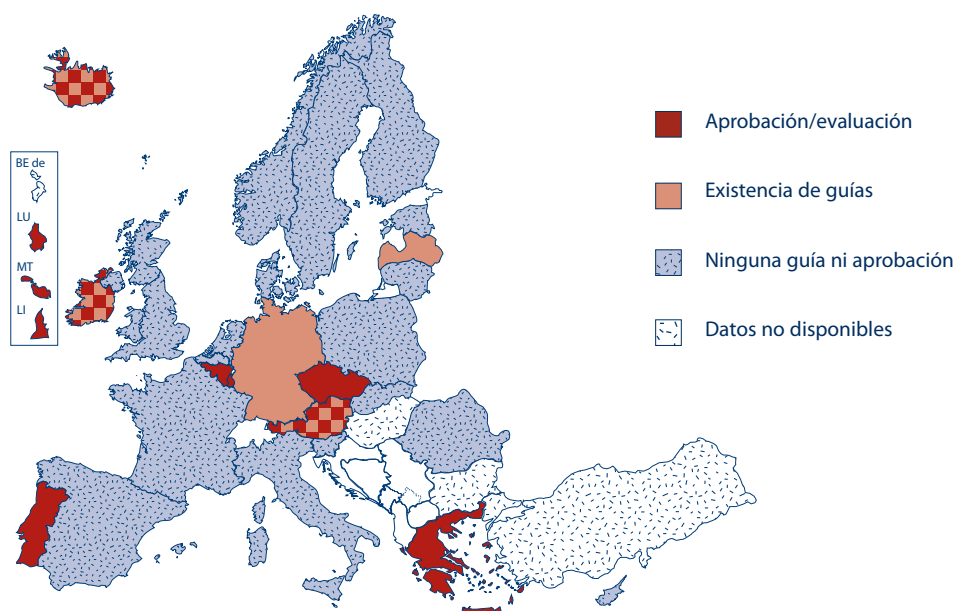 BE de
LU
MT
LI
Aprobación/evaluación
Existencia de guías
Ninguna guía ni aprobación
Datos no disponibles